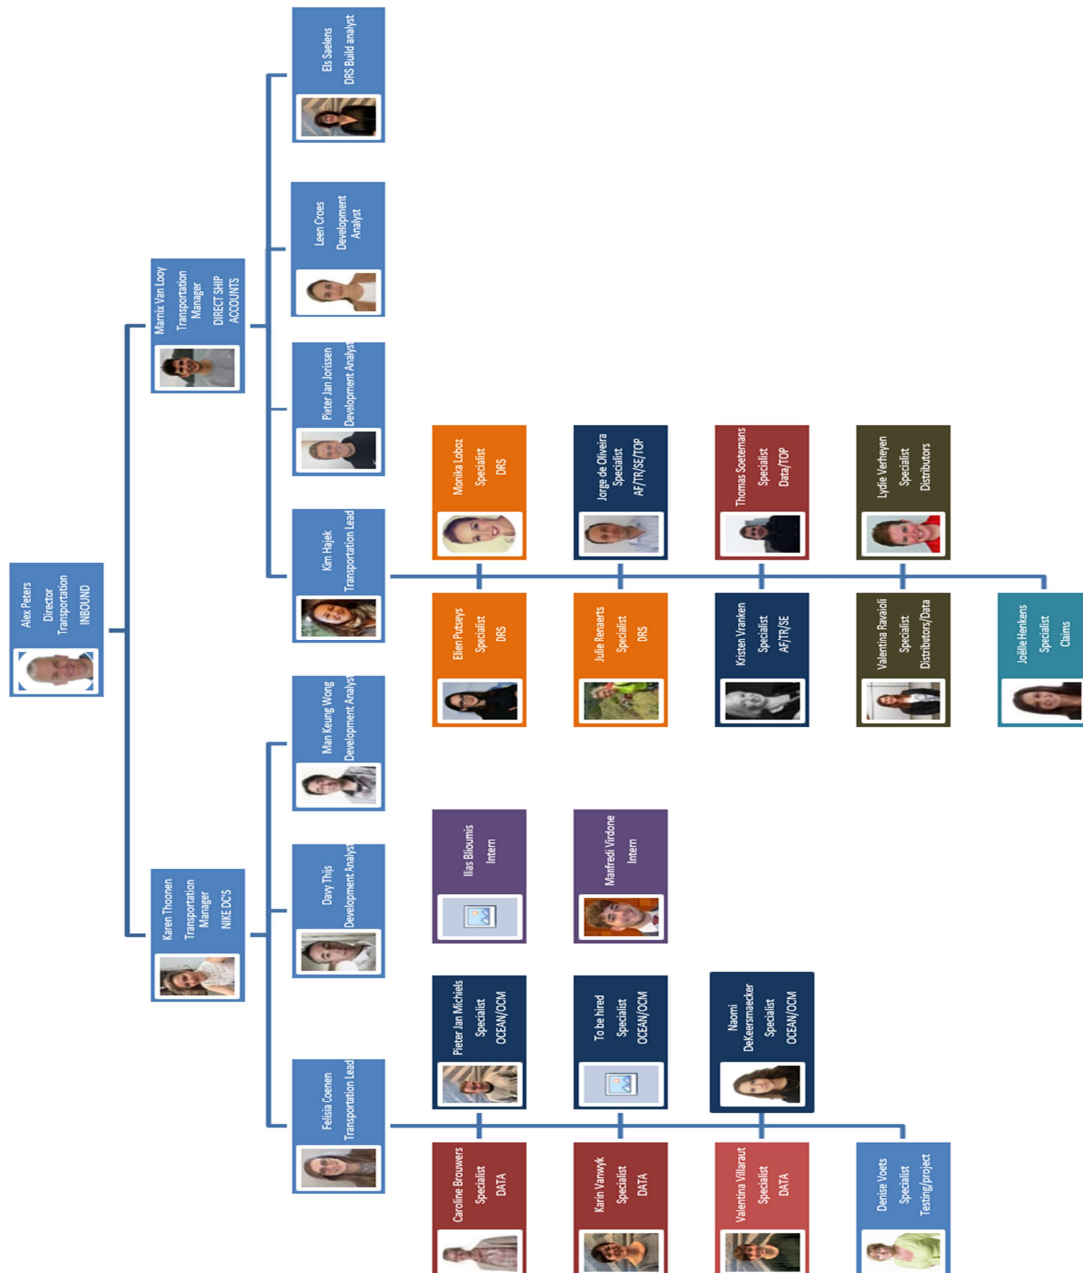 Alex Peters
Director
Transportation
INBOUND
Karen Thoonen
Transportation
Manager
NIKE DC'S
Marnix Van Looy
Transportation
Manager
DIRECT SHIP
ACCOUNTS
Felisia Coenen
Transportation Lead
Davy Thijs
Development Analyst
Man Keung Wong
Development Analyst
Kim Hajek
Transportation Lead
Pieter Jan Jorissen
Development Analyst
Leen Croes
Development
Analyst
Els Saelens
DRS Build analyst
Caroline Brouwers
Specialist
DATA
Pieter Jan Michiels
Specialist
OCEAN/OCM
Ilias Blioumis
Intern
Elien Putseys
Specialist
DRS
Monika Loboz
Specialist
DRS
Karin Vanwyk
Specialist
DATA
To be hired
Specialist
OCEAN/OCM
Manfredi Virdone
Intern
Julie Renaerts
Specialist
DRS
Jorge de Oliveira
Specialist
AF/TR/SE/TOP
Valentina Villaraut
Specialist
DATA
Naomi
DeKeersmaecker
Specialist
OCEAN/OCM
Kristen Vranken
Specialist
AF/TR/SE
Thomas Soetemans
Specialist
Data/TOP
Denise Voets
Specialist
Testing/project
Valentina Ravaioli
Specialist
Distributors/Data
Lydie Verheyen
Specialist
Distributors
Joëlle Henkens
Specialist
Claims